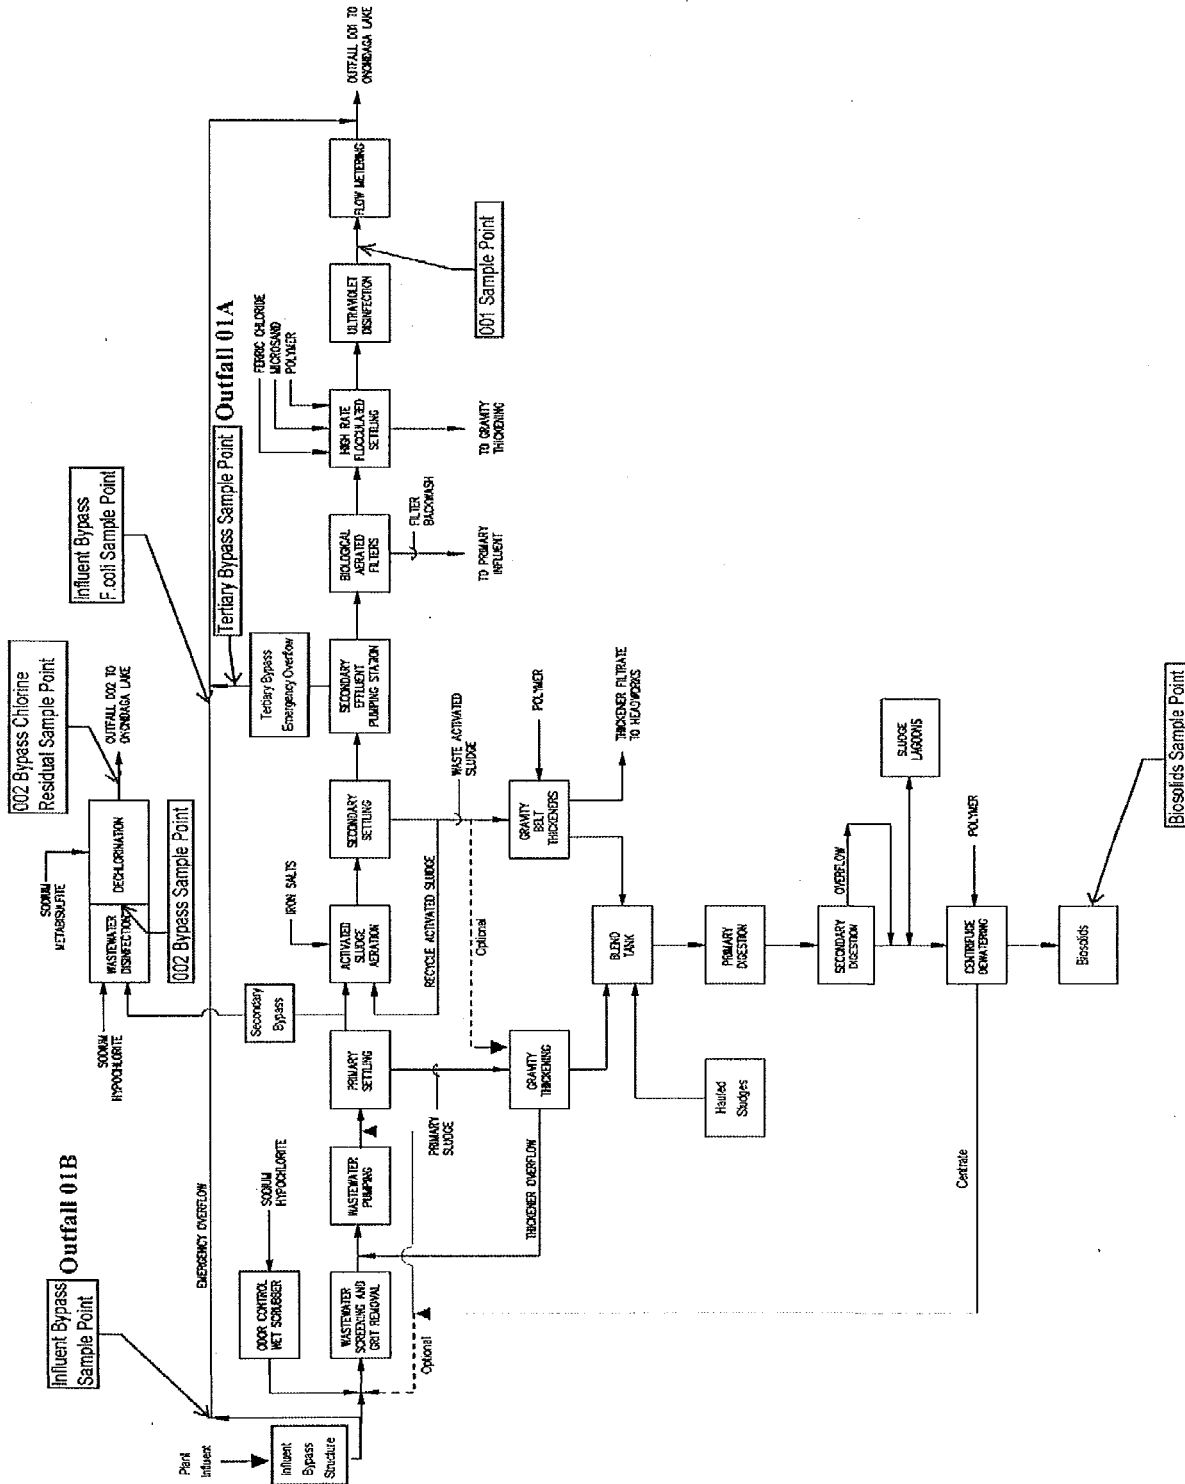 Influent Bypass
Sample Point
Outfall 01B
002 Bypass Chlorine
Residual Sample Point
Influent Bypass
F.coli Sample Point
SODIUM
METABISULFITE
OUTFALL 002 TO
ONONDAGA LAKE
WASTEWATER
DISINFECTION
DECHLORINATION
002 Bypass Sample Point
SODIUM
HYPOCHLORITE
Tertiary Bypass Sample Point
Outfall 01A
EMERGENCY OVERFLOW
OUTFALL 001 TO
ONONDAGA LAKE
Plant
Influent
Influent
Bypass
Structure
ODOR CONTROL
WET SCRUBBER
SODIUM
HYPOCHLORITE
Secondary
Bypass
IRON SALTS
Tertiary Bypass
Emergency Overflow
FERRIC CHLORIDE
MICROSAND
POLYMER
WASTEWATER
SCREENING AND
GRIT REMOVAL
WASTEWATER
PUMPING
PRIMARY
SETTLING
ACTIVATED
SLUDGE
AERATION
SECONDARY
SETTLING
SECONDARY
EFFLUENT
PUMPING STATION
BIOLOGICAL
AERATED
FILTERS
HIGH RATE
FLOCCULATED
SETTLING
ULTRAVIOLET
DISINFECTION
FLOW METERING
001 Sample Point
Optional
PRIMARY
SLUDGE
RECYCLE ACTIVATED SLUDGE
WASTE ACTIVATED
SLUDGE
FILTER
BACKWASH
TO PRIMARY
INFLUENT
TO GRAVITY
THICKENING
Optional
THICKENER OVERFLOW
GRAVITY
THICKENING
GRAVITY
BELT
THICKENERS
POLYMER
THICKENER FILTRATE
TO HEADWORKS
BLEND
TANK
Hauled
Sludges
PRIMARY
DIGESTION
SECONDARY
DIGESTION
OVERFLOW
SLUDGE
LAGOONS
Centrate
CENTRIFUGE
DEWATERING
POLYMER
Biosolids
Biosolids Sample Point